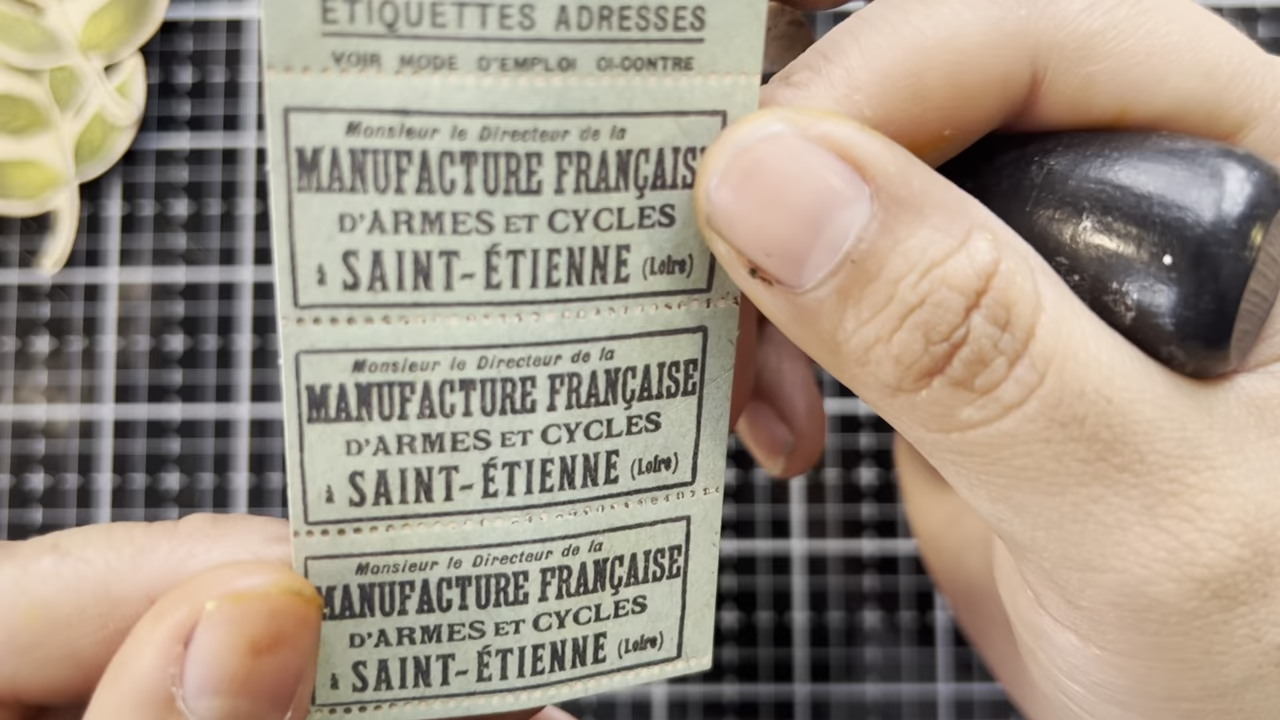 ÉTIQUETTES ADRESSES
VOIR MODE D'EMPLOI CI-CONTRE
Monsieur le Directeur de la
MANUFACTURE FRANÇAIS
D'ARMES ET CYCLES
à SAINT-ÉTIENNE (Loire)
Monsieur le Directeur de la
MANUFACTURE FRANÇAISE
D'ARMES ET CYCLES
à SAINT-ÉTIENNE (Loire)
Monsieur le Directeur de la
MANUFACTURE FRANÇAISE
D'ARMES ET CYCLES
à SAINT-ÉTIENNE (Loire)